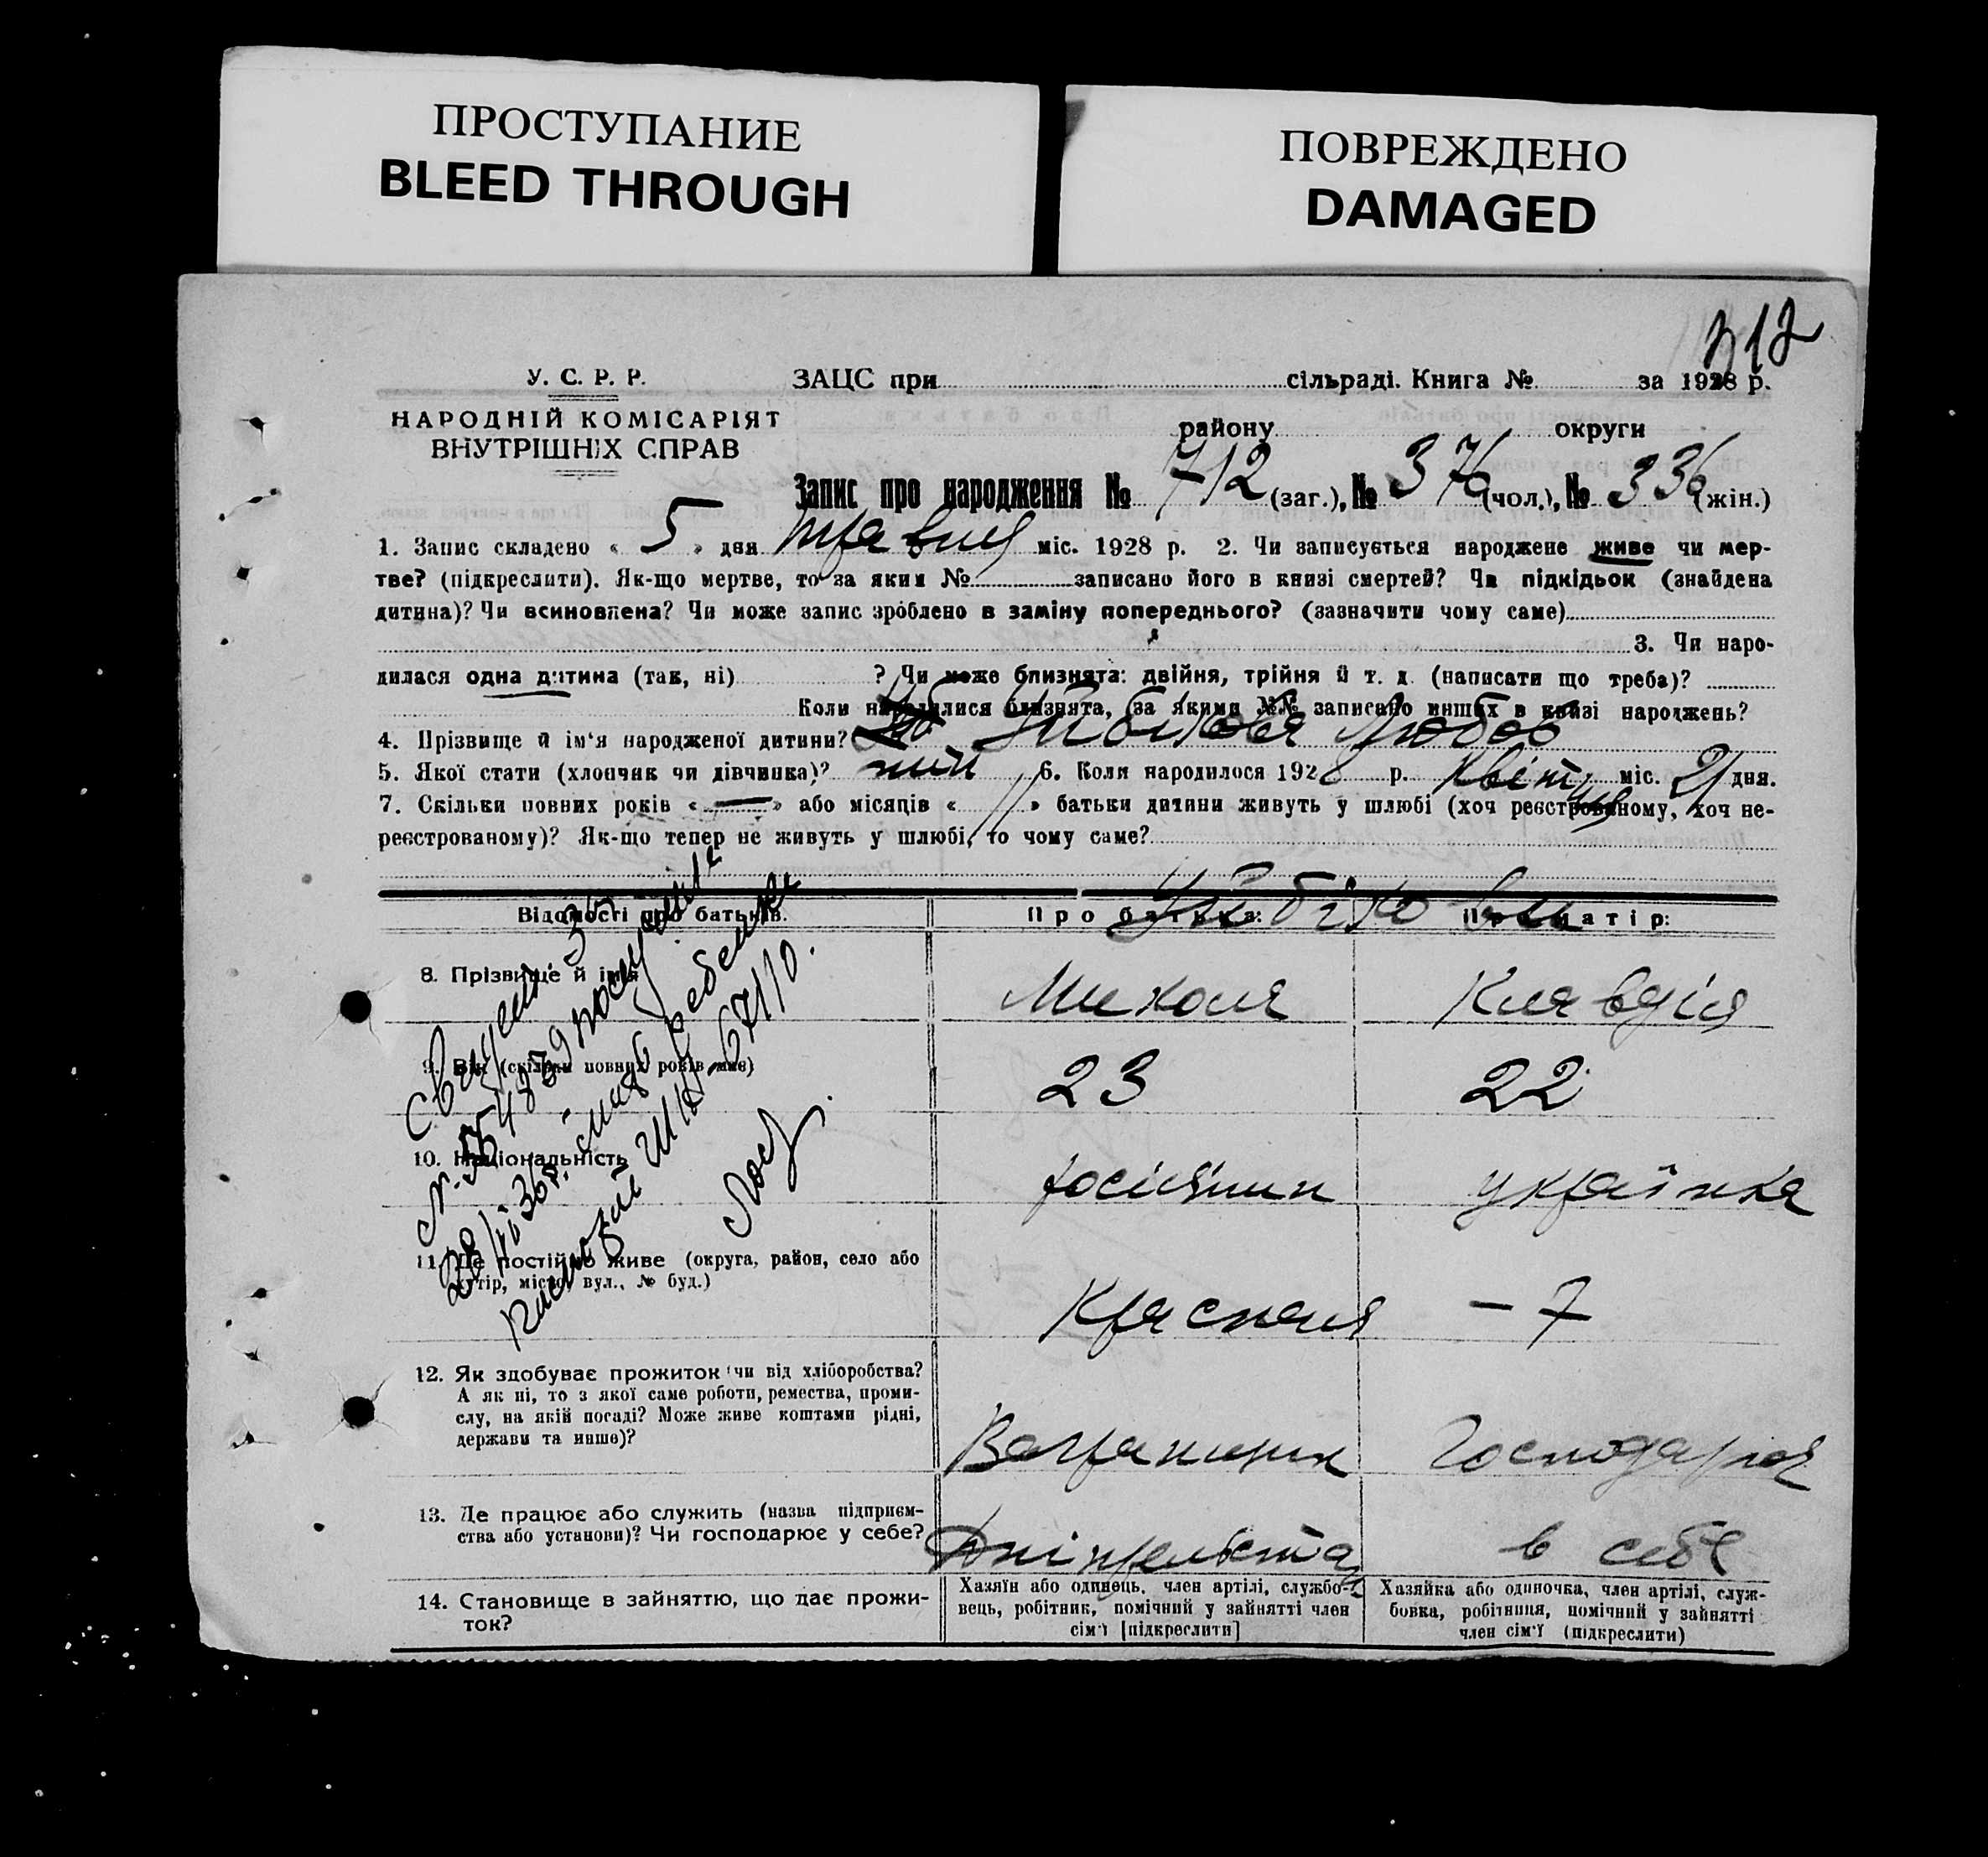 ПРОСТУПАНИЕ
BLEED THROUGH
ПОВРЕЖДЕНО
DAMAGED
У. С. Р. Р.
НАРОДНІЙ КОМІСАРІЯТ
ВНУТРІШНІХ СПРАВ
ЗАЦС при сільраді. Книга № за 1928 р.
району округи
Запис про народження № 712 (заг.), № 376 (чол.), № 336 (жін.)
1. Запис складено « 5 » дня травня міс. 1928 р. 2. Чи записується народжене живе чи мер-
тве? (підкреслити). Як-що мертве, то за яким № записано його в книзі смертей? Чи підкідьок (знайдена
дитина)? Чи всиновлена? Чи може запис зроблено в заміну попереднього? (зазначити чому саме)
3. Чи наро-
дилася одна дитина (так, ні) ? Чи може близнята: двійня, трійня й т. д. (написати що треба)?
Коли народилися близнята, за якими №№ записано инших в книзі народжень?
4. Прізвище й ім'я народженої дитини? Любов
5. Якої стати (хлопчик чи дівчинка)? 6. Коли народилося 1928 р. квітня міс. 21 дня.
7. Скільки повних років « — » або місяців « 11 » батьки дитини живуть у шлюбі (хоч реєстрованому, хоч не-
реєстрованому)? Як-що тепер не живуть у шлюбі, то чому саме?
Відомості про батьків. Про батька: Про матір:
8. Прізвище й ім'я Микола Клавдія
9. Вік (скільки повних років має) 23 22
10. Національність росіянин українка
11. Де постійно живе (округа, район, село або
хутір, місто, вул., № буд.)
Красная – 7
12. Як здобуває прожиток (чи від хліборобства?
А як ні, то з якої саме роботи, ремества, проми-
слу, на якій посаді? Може живе коштами рідні,
держави та инше)?
Вагранщик Господарює
13. Де працює або служить (назва підприєм-
ства або установи)? Чи господарює у себе?
в себе
14. Становище в зайняттю, що дає прожи-
ток?
Хазяїн або одинець, член артілі, службо-
вець, робітник, помічний у зайнятті член
сім'ї [підкреслити]
Хазяйка або одиночка, член артілі, служ-
бовка, робітниця, помічний у зайнятті
член сім'ї (підкреслити)